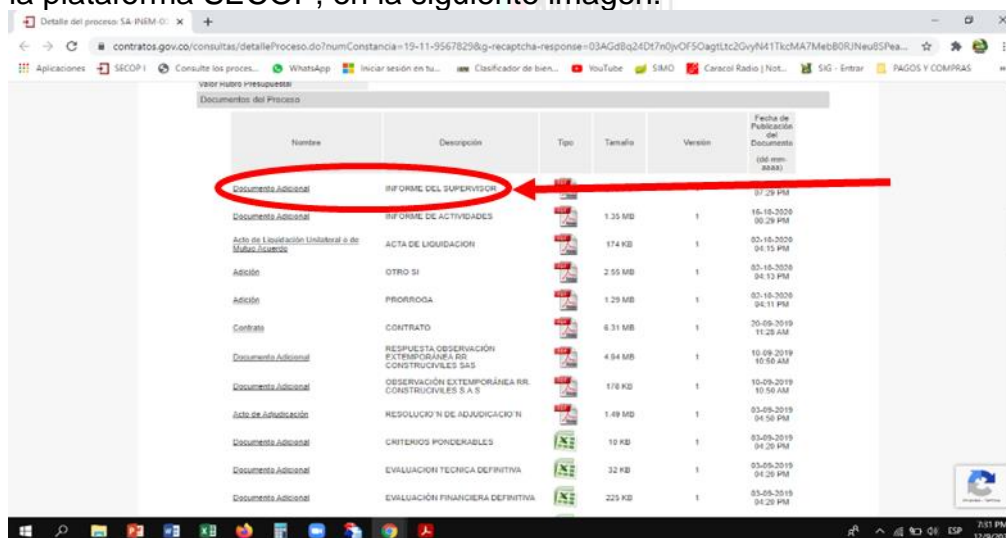 la plataforma SECOP, en la siguiente imagen:
Detalle del proceso: SA-INEM-0
contratos.gov.co/consultas/detalleProceso.do?numConstancia=19-11-9567829&g-recaptcha-response=
Aplicaciones SECOP I Consulte los proces... WhatsApp Iniciar sesión en tu... Clasificador de bien... YouTube SIMO Caracol Radio | Not... SIG - Entrar PAGOS Y COMPRAS
Valor Rubro Presupuestal
Documentos del Proceso
Nombre Descripción Tipo Tamaño Versión Fecha de Publicación del Documento (dd-mm-aaaa)
Documento Adicional INFORME DEL SUPERVISOR 07:29 PM
Documento Adicional INFORME DE ACTIVIDADES 1.35 MB 1 16-10-2020 00:29 PM
Acto de Liquidación Unilateral o de Mutuo Acuerdo ACTA DE LIQUIDACION 174 KB 1 02-10-2020 04:15 PM
Adición OTRO SI 2.55 MB 1 02-10-2020 04:13 PM
Adición PRORROGA 1.29 MB 1 02-10-2020 04:11 PM
Contrato CONTRATO 6.31 MB 1 20-09-2019 11:28 AM
Documento Adicional RESPUESTA OBSERVACIÓN EXTEMPORÁNEA RR CONSTRUCIVILES SAS 4.94 MB 1 10-09-2019 10:50 AM
Documento Adicional OBSERVACIÓN EXTEMPORÁNEA RR. CONSTRUCIVILES S.A.S 178 KB 1 10-09-2019 10:50 AM
Acto de Adjudicación RESOLUCIO´N DE ADJUDICACIO´N 1.49 MB 1 03-09-2019 04:50 PM
Documento Adicional CRITERIOS PONDERABLES 10 KB 1 03-09-2019 04:20 PM
Documento Adicional EVALUACION TECNICA DEFINITIVA 32 KB 1 03-09-2019 04:20 PM
Documento Adicional EVALUACIÓN FINANCIERA DEFINITIVA 225 KB 1 03-09-2019 04:20 PM
ESP 7:31 PM